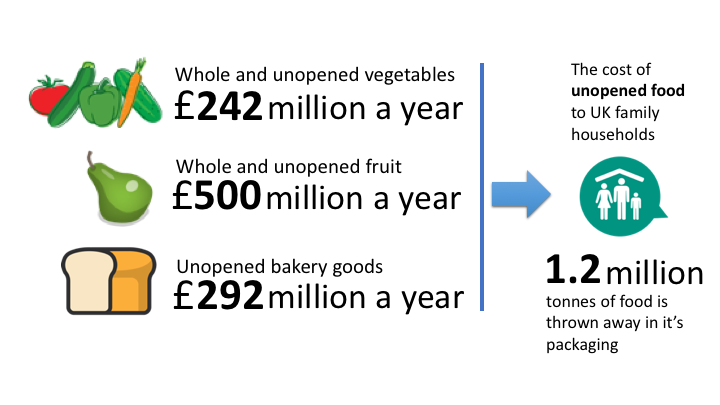 Whole and unopened vegetables
£242 million a year
Whole and unopened fruit
£500 million a year
Unopened bakery goods
£292 million a year
The cost of
unopened food
to UK family
households
1.2 million
tonnes of food is
thrown away in it's
packaging